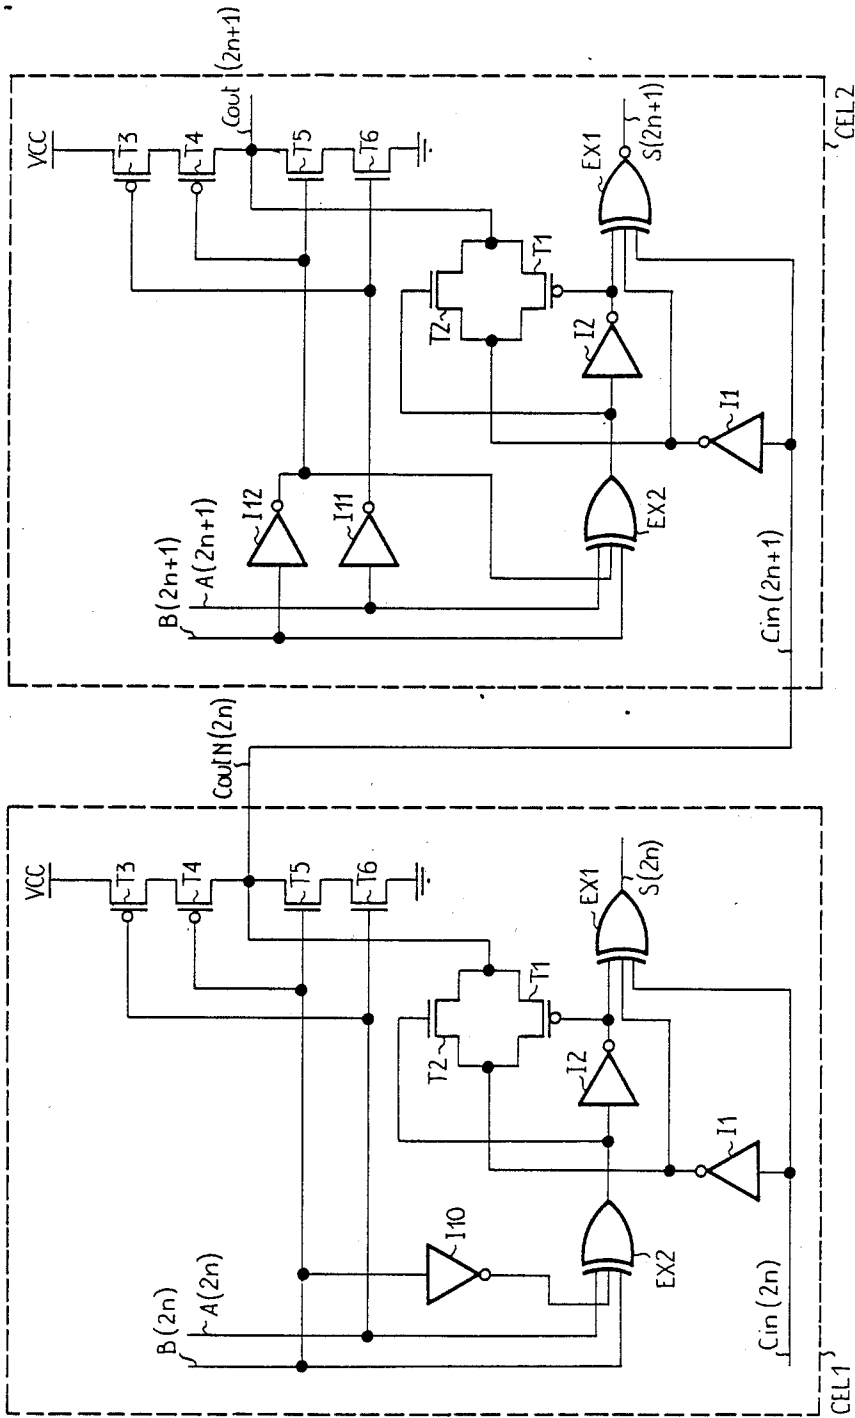 VCC
T3
T4
Cout (2n+1)
T5
T6
B(2n+1)
A(2n+1)
I12
I11
T2
T1
I2
EX1
S(2n+1)
EX2
I1
Cin(2n+1)
CEL2
CoutN(2n)
VCC
T3
T4
T5
T6
B(2n)
A(2n)
I10
T2
T1
I2
EX1
S(2n)
EX2
I1
Cin(2n)
CEL1